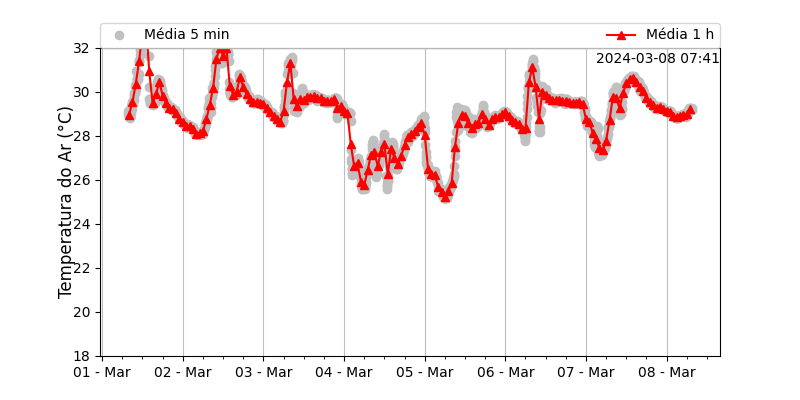 Média 5 min
Média 1 h
2024-03-08 07:41
Temperatura do Ar (°C)
32
30
28
26
24
22
20
18
01 - Mar
02 - Mar
03 - Mar
04 - Mar
05 - Mar
06 - Mar
07 - Mar
08 - Mar